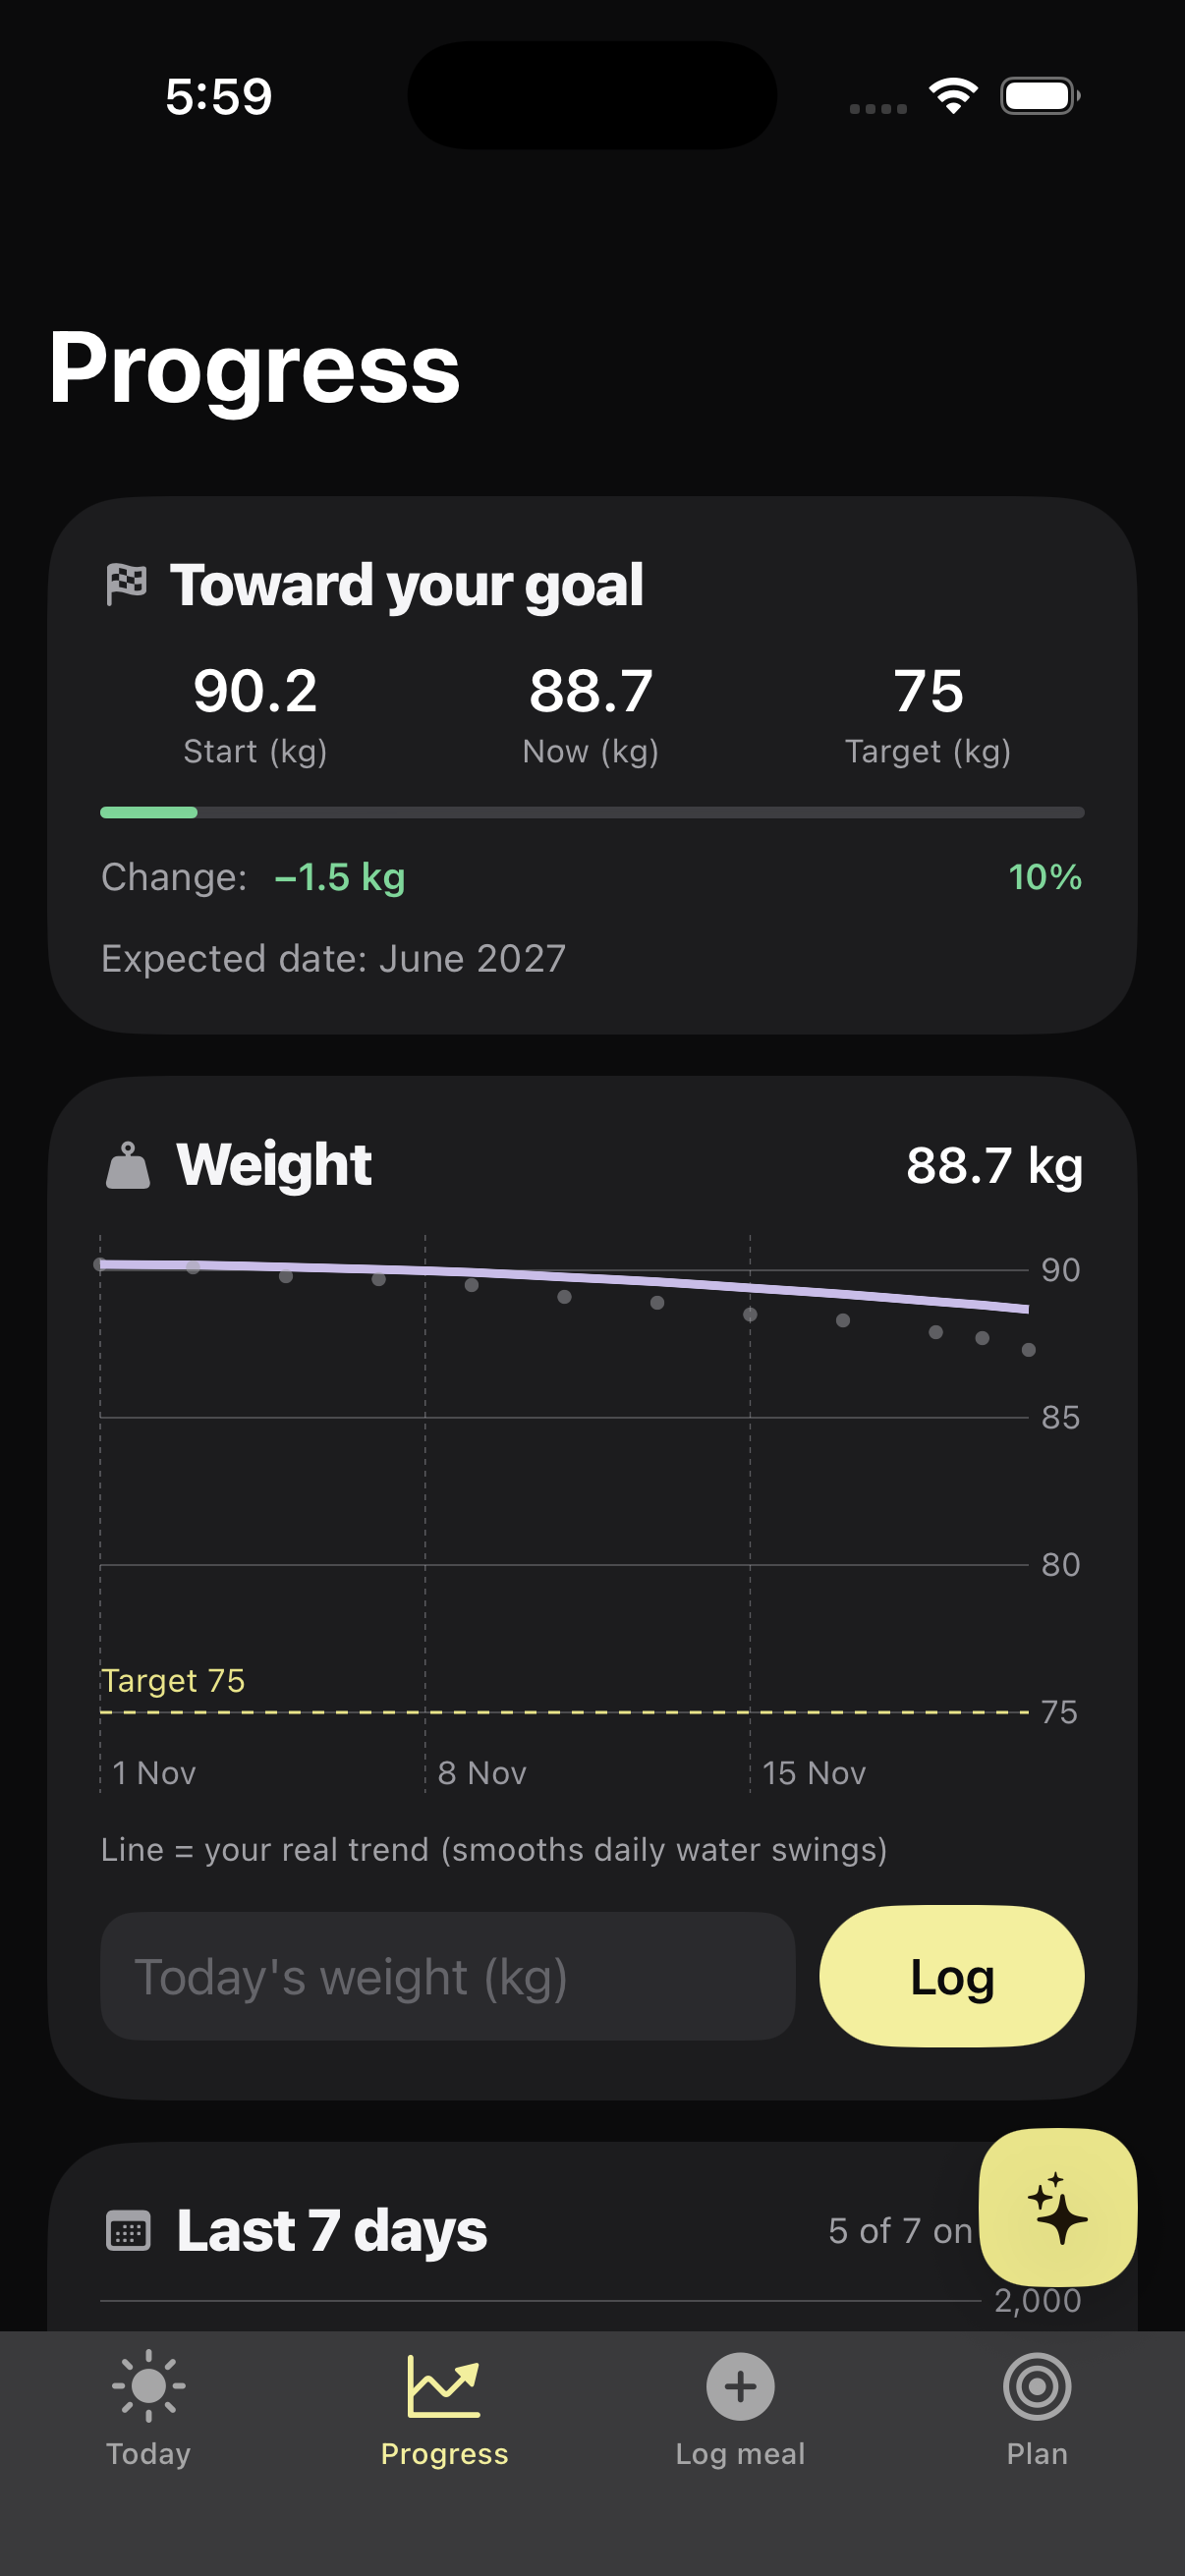 5:59
Progress
Toward your goal
90.2 88.7 75
Start (kg) Now (kg) Target (kg)
Change: −1.5 kg 10%
Expected date: June 2027
Weight 88.7 kg
90
85
80
Target 75
75
1 Nov 8 Nov 15 Nov
Line = your real trend (smooths daily water swings)
Today's weight (kg) Log
Last 7 days 5 of 7 on
2,000
Today Progress Log meal Plan